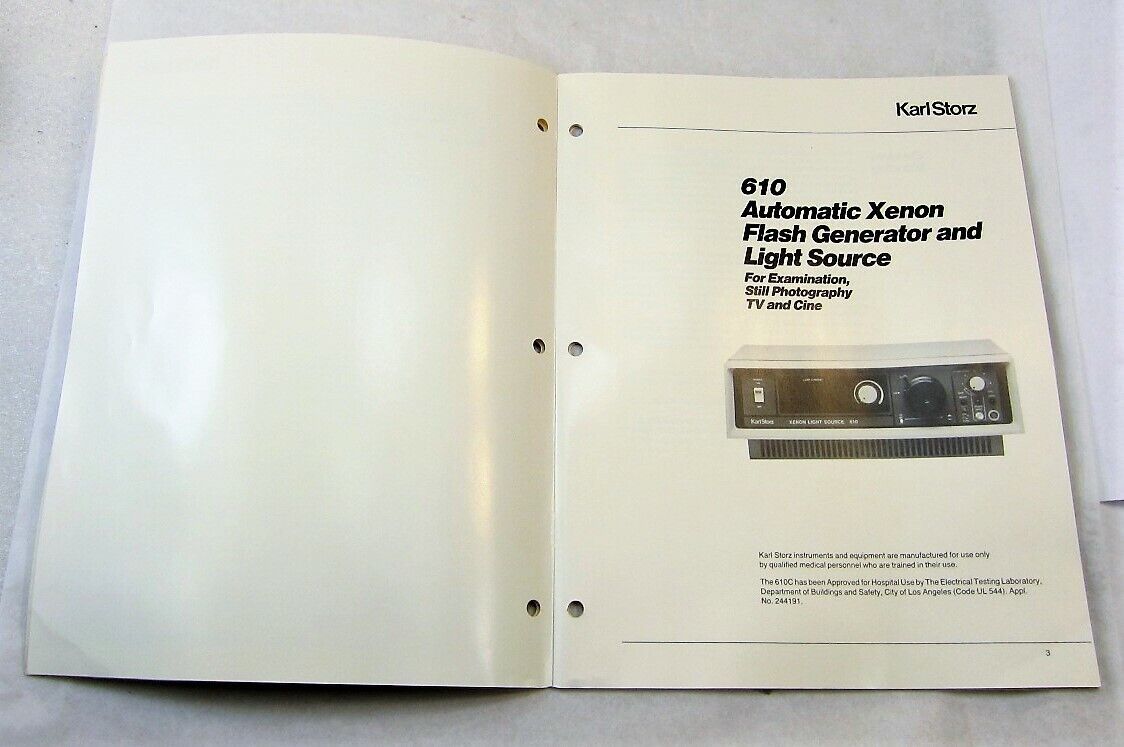 Karl Storz
610
Automatic Xenon
Flash Generator and
Light Source
For Examination,
Still Photography
TV and Cine
Karl Storz
XENON LIGHT SOURCE 610
Karl Storz instruments and equipment are manufactured for use only
by qualified medical personnel who are trained in their use.
The 610C has been Approved for Hospital Use by The Electrical Testing Laboratory,
Department of Buildings and Safety, City of Los Angeles (Code UL 544). Appl.
No. 244191.
3